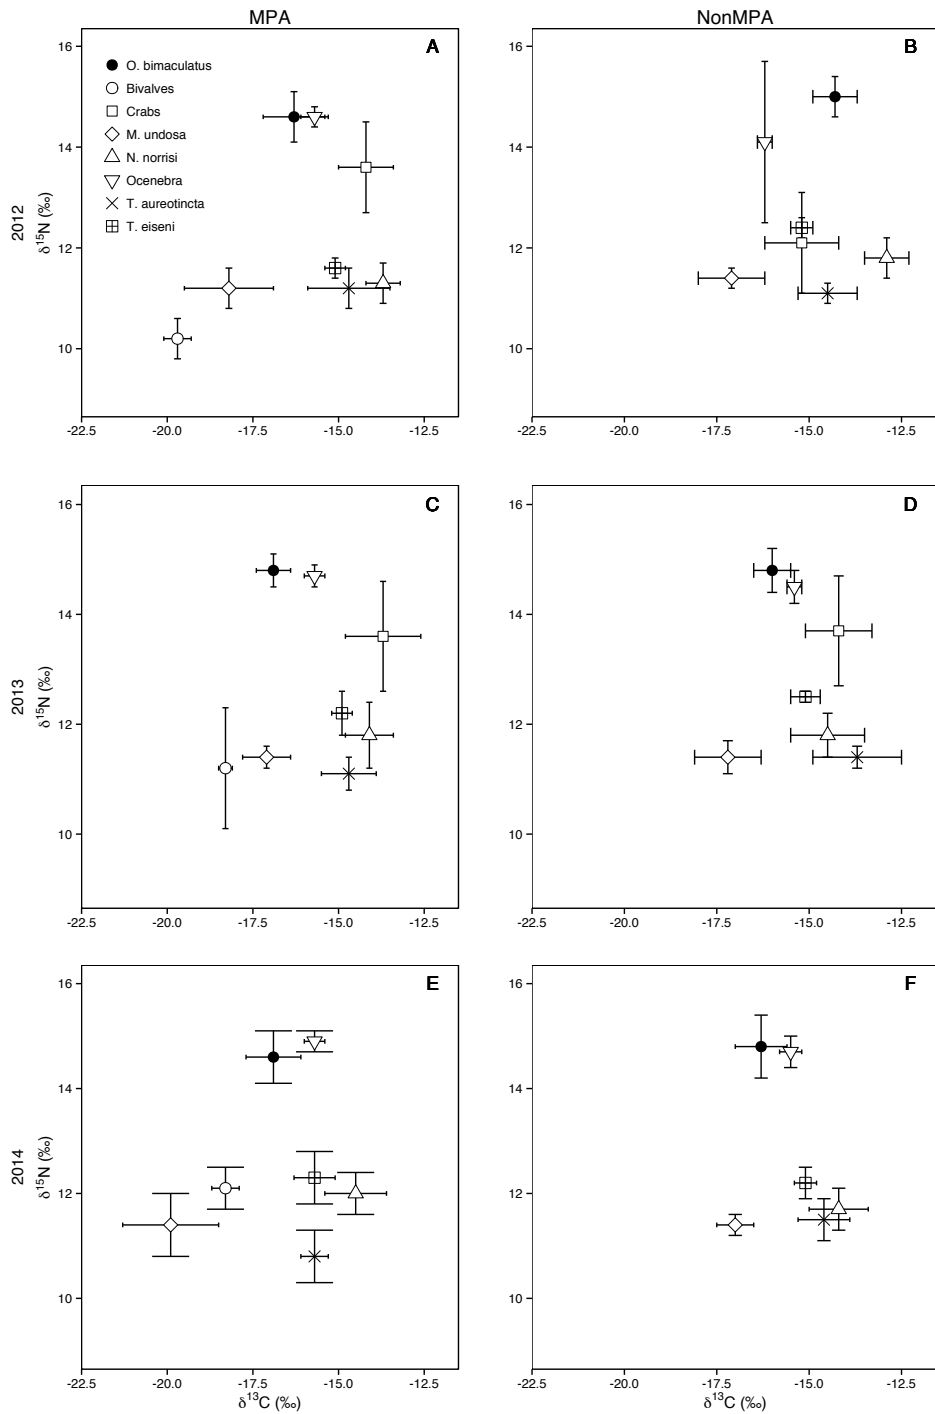 MPA
NonMPA
A
B
O. bimaculatus
Bivalves
Crabs
M. undosa
N. norrisi
Ocenebra
T. aureotincta
T. eiseni
2012
δ15N (‰)
16
14
12
10
16
14
12
10
-22.5 -20.0 -17.5 -15.0 -12.5
-22.5 -20.0 -17.5 -15.0 -12.5
C
D
2013
δ15N (‰)
16
14
12
10
16
14
12
10
-22.5 -20.0 -17.5 -15.0 -12.5
-22.5 -20.0 -17.5 -15.0 -12.5
E
F
2014
δ15N (‰)
16
14
12
10
16
14
12
10
-22.5 -20.0 -17.5 -15.0 -12.5
-22.5 -20.0 -17.5 -15.0 -12.5
δ13C (‰)
δ13C (‰)